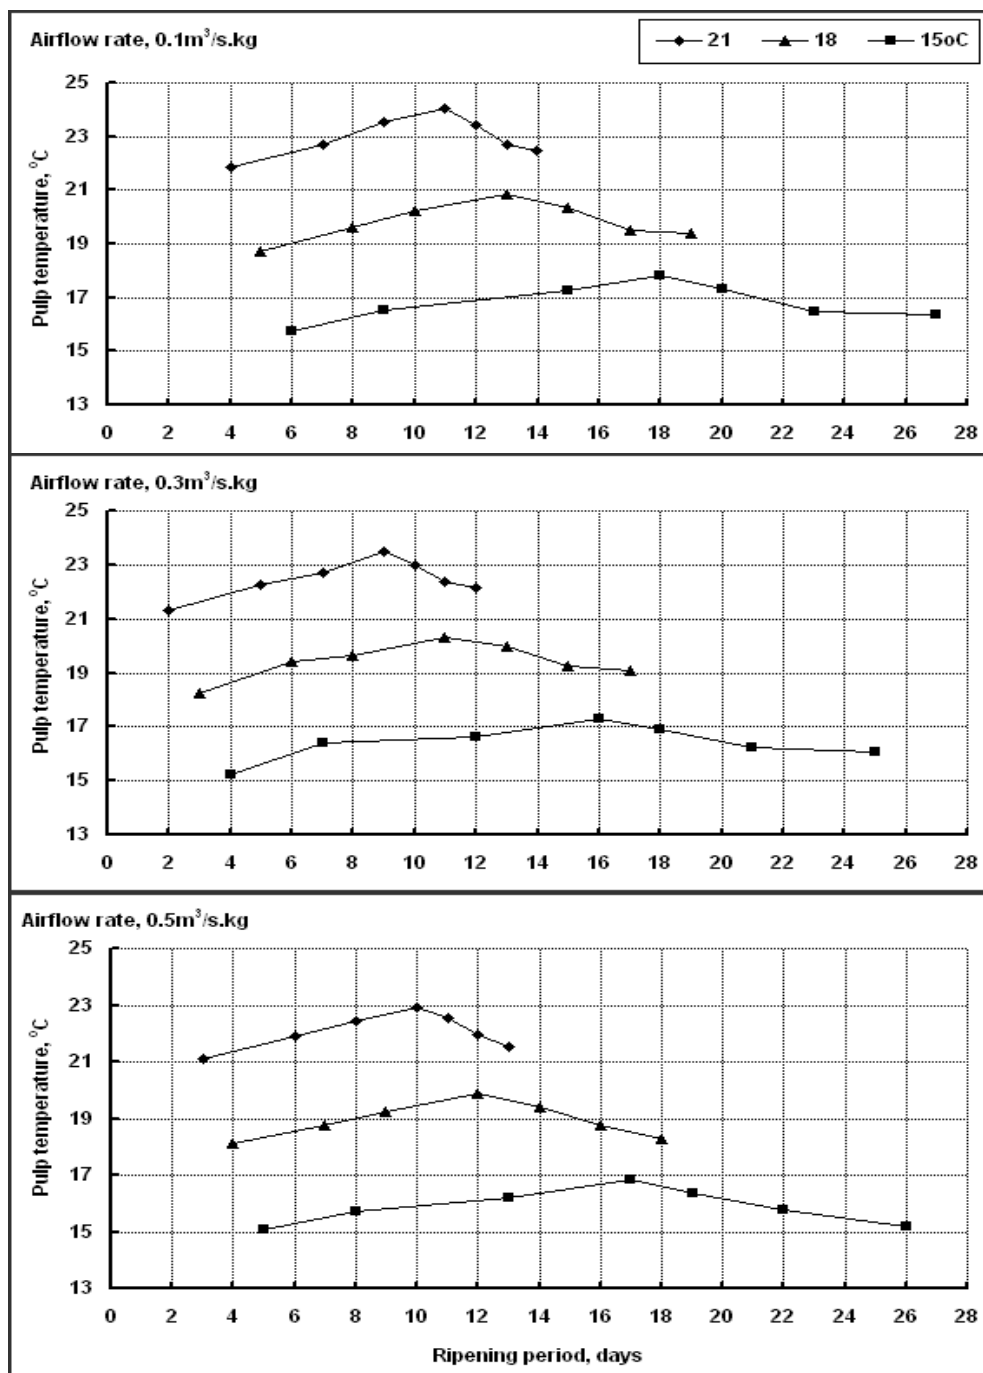 Airflow rate, 0.1m³/s.kg
21 18 15oC
Pulp temperature, °C
25
23
21
19
17
15
13
0 2 4 6 8 10 12 14 16 18 20 22 24 26 28
Airflow rate, 0.3m³/s.kg
Pulp temperature, °C
25
23
21
19
17
15
13
0 2 4 6 8 10 12 14 16 18 20 22 24 26 28
Airflow rate, 0.5m³/s.kg
Pulp temperature, °C
25
23
21
19
17
15
13
0 2 4 6 8 10 12 14 16 18 20 22 24 26 28
Ripening period, days